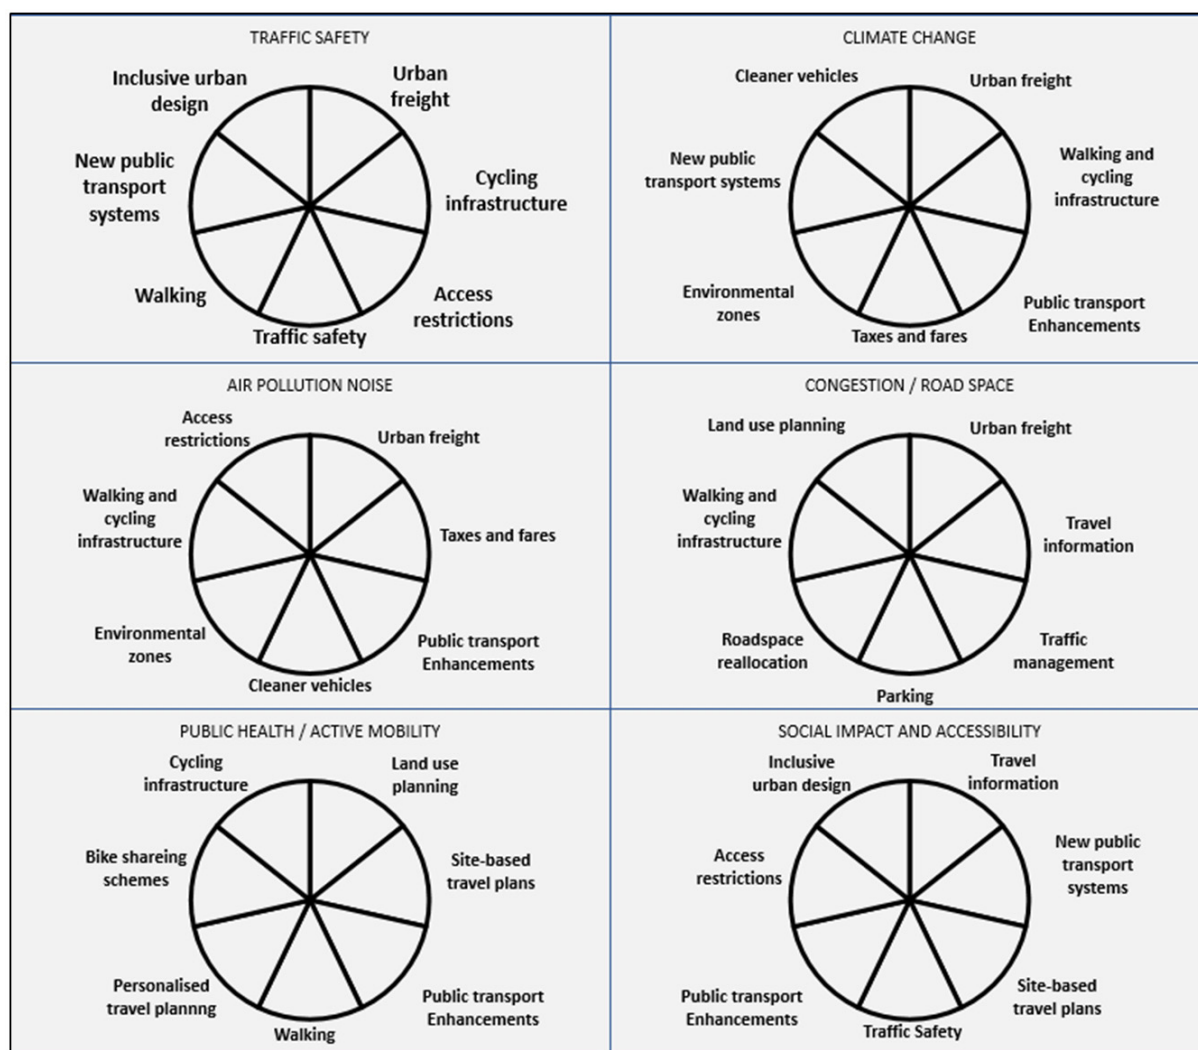 TRAFFIC SAFETY
Inclusive urban
design
Urban
freight
New public
transport
systems
Cycling
infrastructure
Walking
Access
restrictions
Traffic safety
CLIMATE CHANGE
Cleaner vehicles
Urban freight
New public
transport systems
Walking and
cycling
infrastructure
Environmental
zones
Public transport
Enhancements
Taxes and fares
AIR POLLUTION NOISE
Access
restrictions
Urban freight
Walking and
cycling
infrastructure
Taxes and fares
Environmental
zones
Public transport
Enhancements
Cleaner vehicles
CONGESTION / ROAD SPACE
Land use planning
Urban freight
Walking and
cycling
infrastructure
Travel
information
Roadspace
reallocation
Traffic
management
Parking
PUBLIC HEALTH / ACTIVE MOBILITY
Cycling
infrastructure
Land use
planning
Bike shareing
schemes
Site-based
travel plans
Personalised
travel plannng
Public transport
Enhancements
Walking
SOCIAL IMPACT AND ACCESSIBILITY
Inclusive
urban design
Travel
information
Access
restrictions
New public
transport
systems
Public transport
Enhancements
Site-based
travel plans
Traffic Safety